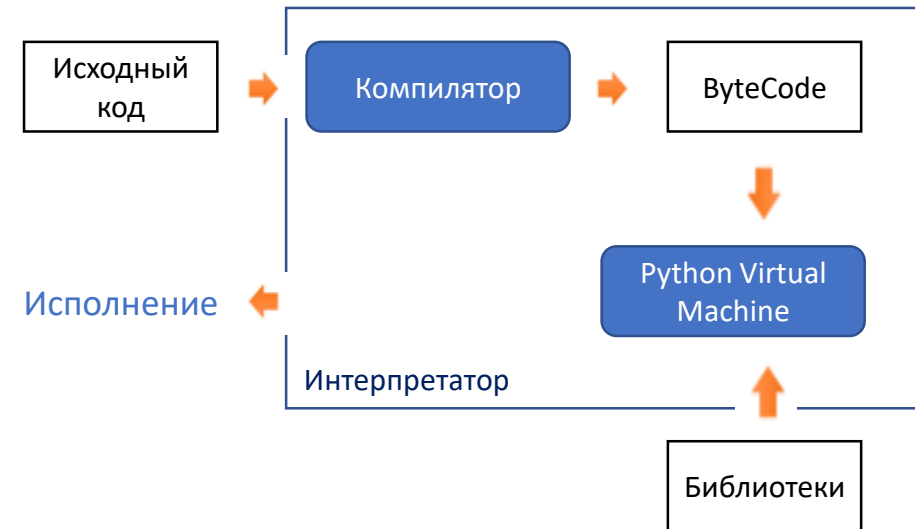 Исходный
код
Компилятор
ByteCode
Python Virtual
Machine
Исполнение
Интерпретатор
Библиотеки